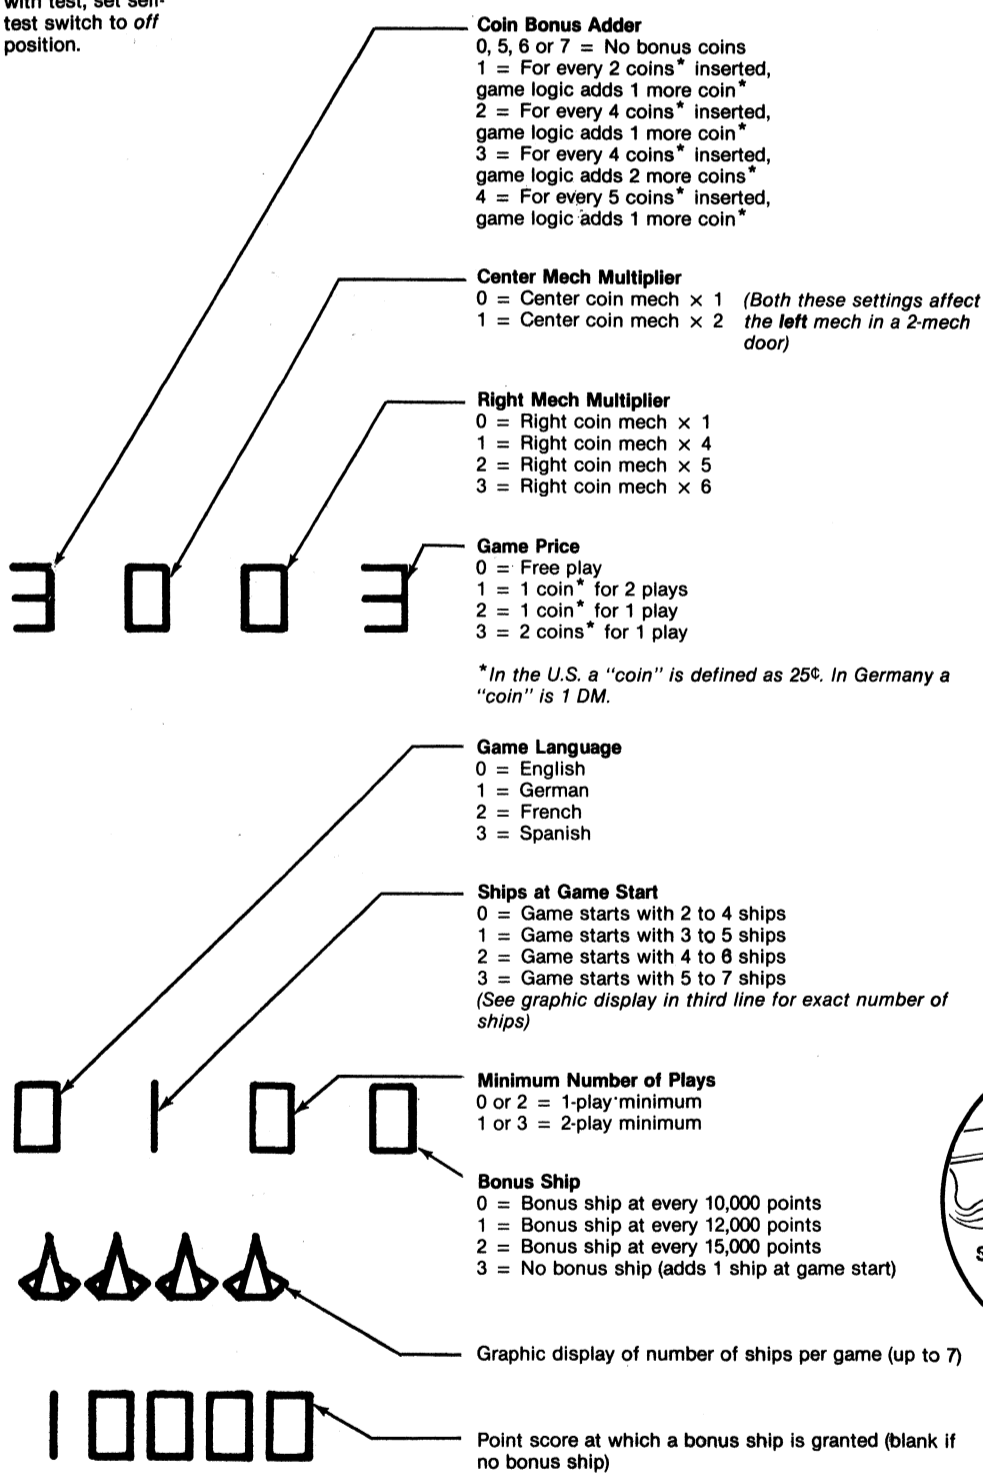 with test, set self-
test switch to off
position.
Coin Bonus Adder
0, 5, 6 or 7 = No bonus coins
1 = For every 2 coins* inserted,
game logic adds 1 more coin*
2 = For every 4 coins* inserted,
game logic adds 1 more coin*
3 = For every 4 coins* inserted,
game logic adds 2 more coins*
4 = For every 5 coins* inserted,
game logic adds 1 more coin*
Center Mech Multiplier
0 = Center coin mech × 1 (Both these settings affect
1 = Center coin mech × 2 the left mech in a 2-mech
door)
Right Mech Multiplier
0 = Right coin mech × 1
1 = Right coin mech × 4
2 = Right coin mech × 5
3 = Right coin mech × 6
3 0 0 3
Game Price
0 = Free play
1 = 1 coin* for 2 plays
2 = 1 coin* for 1 play
3 = 2 coins* for 1 play
*In the U.S. a “coin” is defined as 25¢. In Germany a
“coin” is 1 DM.
Game Language
0 = English
1 = German
2 = French
3 = Spanish
Ships at Game Start
0 = Game starts with 2 to 4 ships
1 = Game starts with 3 to 5 ships
2 = Game starts with 4 to 6 ships
3 = Game starts with 5 to 7 ships
(See graphic display in third line for exact number of
ships)
0 1 0 0
Minimum Number of Plays
0 or 2 = 1-play minimum
1 or 3 = 2-play minimum
Bonus Ship
0 = Bonus ship at every 10,000 points
1 = Bonus ship at every 12,000 points
2 = Bonus ship at every 15,000 points
3 = No bonus ship (adds 1 ship at game start)
Graphic display of number of ships per game (up to 7)
10000
Point score at which a bonus ship is granted (blank if
no bonus ship)